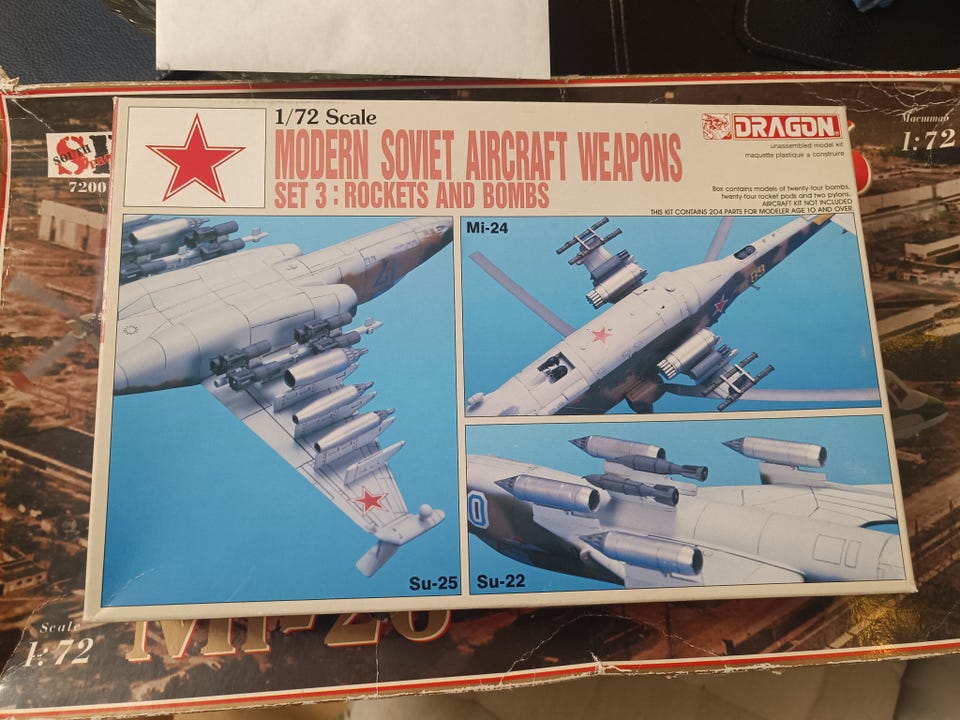 1/72 Scale
MODERN SOVIET AIRCRAFT WEAPONS
SET 3 : ROCKETS AND BOMBS
DRAGON
unassembled model kit
maquette plastique a construire
Box contains models of twenty-four bombs,
twenty-four rocket pods and two pylons.
AIRCRAFT KIT NOT INCLUDED
THIS KIT CONTAINS 204 PARTS FOR MODELER AGE 10 AND OVER.
Mi-24
89
Su-25
Su-22
SOUTH
7200
1:72
Scale
1:72